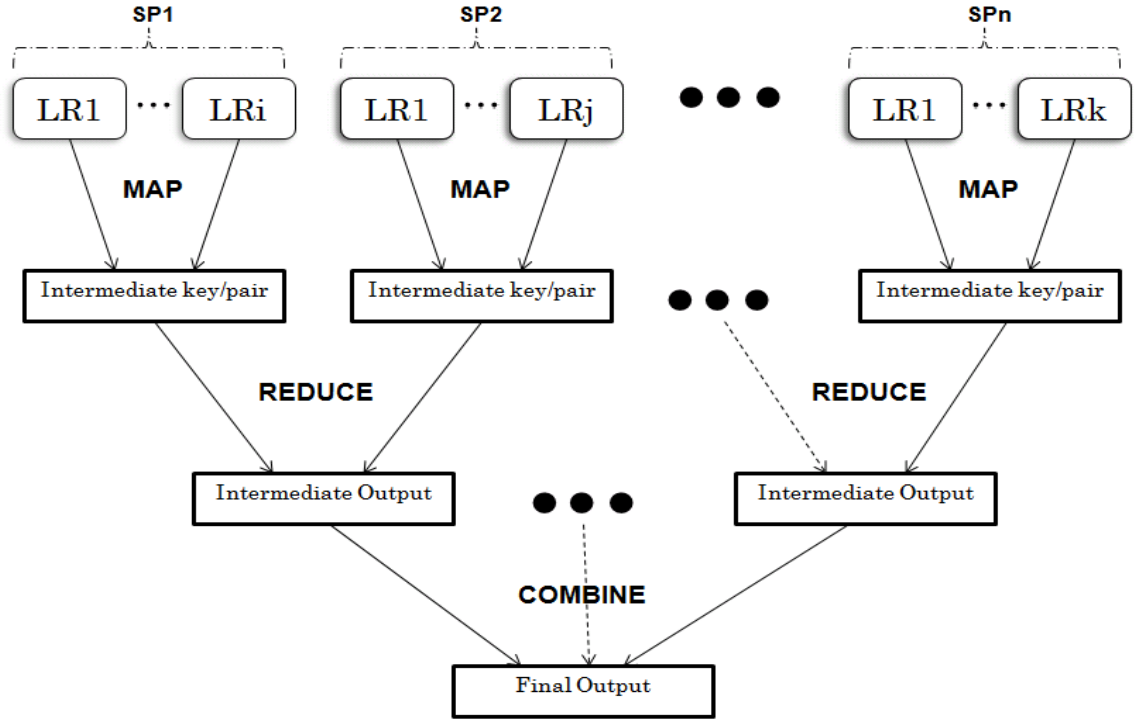 SP1 SP2 SPn
LR1 ... LRi LR1 ... LRj LR1 ... LRk
MAP MAP MAP
Intermediate key/pair Intermediate key/pair Intermediate key/pair
REDUCE REDUCE
Intermediate Output Intermediate Output
COMBINE
Final Output